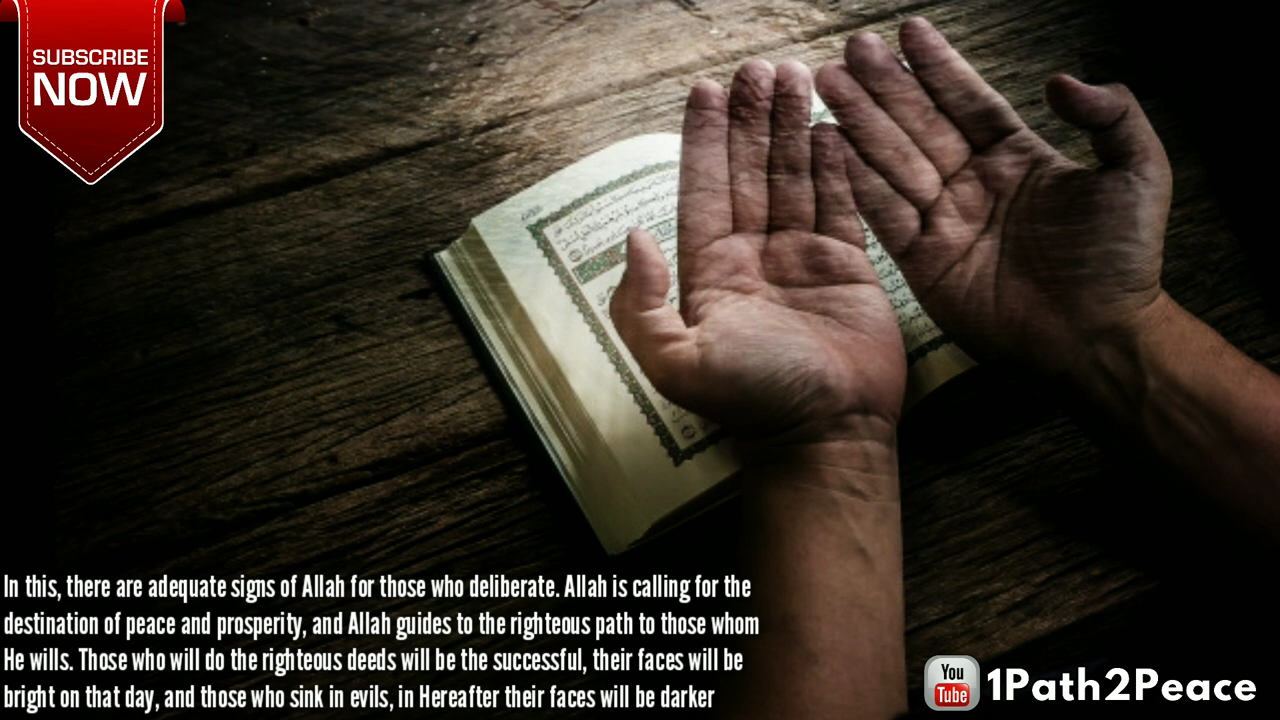 SUBSCRIBE
NOW
In this, there are adequate signs of Allah for those who deliberate. Allah is calling for the
destination of peace and prosperity, and Allah guides to the righteous path to those whom
He wills. Those who will do the righteous deeds will be the successful, their faces will be
bright on that day, and those who sink in evils, in Hereafter their faces will be darker
You
Tube
1Path2Peace